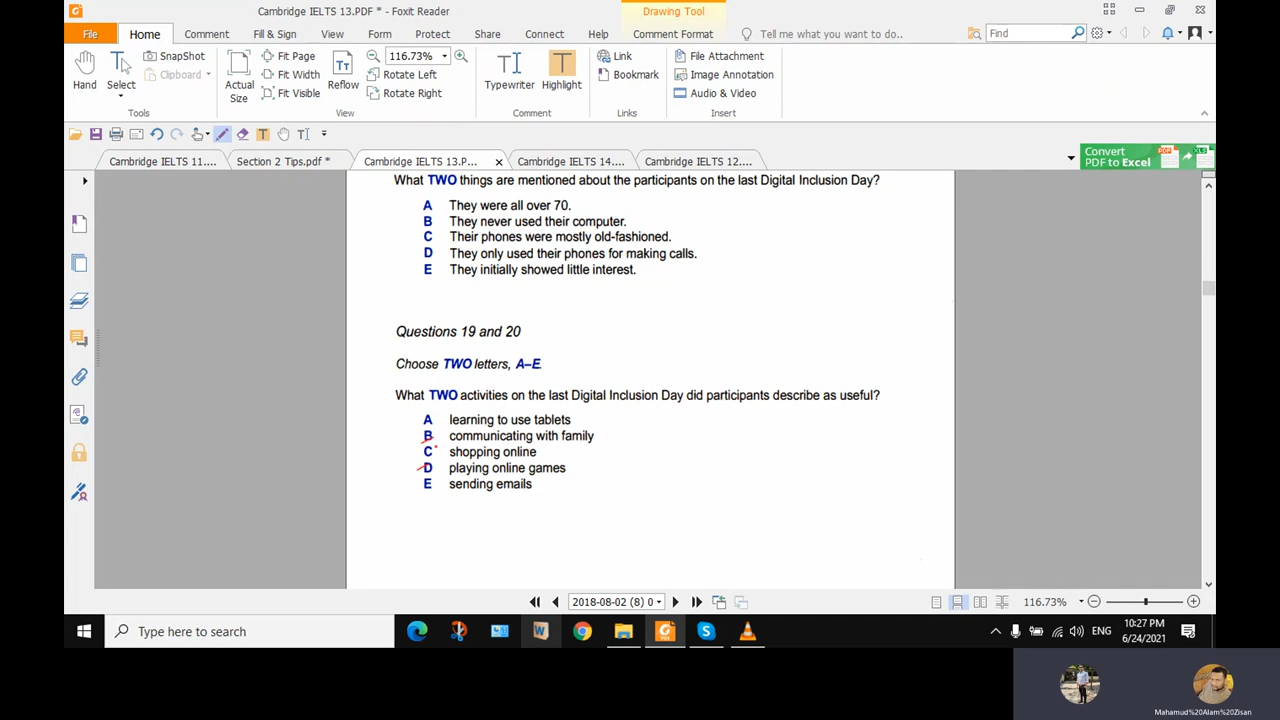 Cambridge IELTS 13.PDF * - Foxit Reader
Drawing Tool
File Home Comment Fill & Sign View Form Protect Share Connect Help Comment Format Tell me what you want to do.. Find
SnapShot Fit Page 116.73% Link File Attachment
Clipboard Fit Width Rotate Left Bookmark Image Annotation
Hand Select Actual Size Fit Visible Reflow Rotate Right Typewriter Highlight Audio & Video
Tools View Comment Links Insert
Cambridge IELTS 11.... Section 2 Tips.pdf * Cambridge IELTS 13.P... Cambridge IELTS 14.... Cambridge IELTS 12....
Convert
PDF to Excel
What TWO things are mentioned about the participants on the last Digital Inclusion Day?
A They were all over 70.
B They never used their computer.
C Their phones were mostly old-fashioned.
D They only used their phones for making calls.
E They initially showed little interest.
Questions 19 and 20
Choose TWO letters, A–E.
What TWO activities on the last Digital Inclusion Day did participants describe as useful?
A learning to use tablets
B communicating with family
C shopping online
D playing online games
E sending emails
2018-08-02 (8) 0 116.73%
Type here to search
ENG
10:27 PM
6/24/2021
Mahamud%20Alam%20Zisan